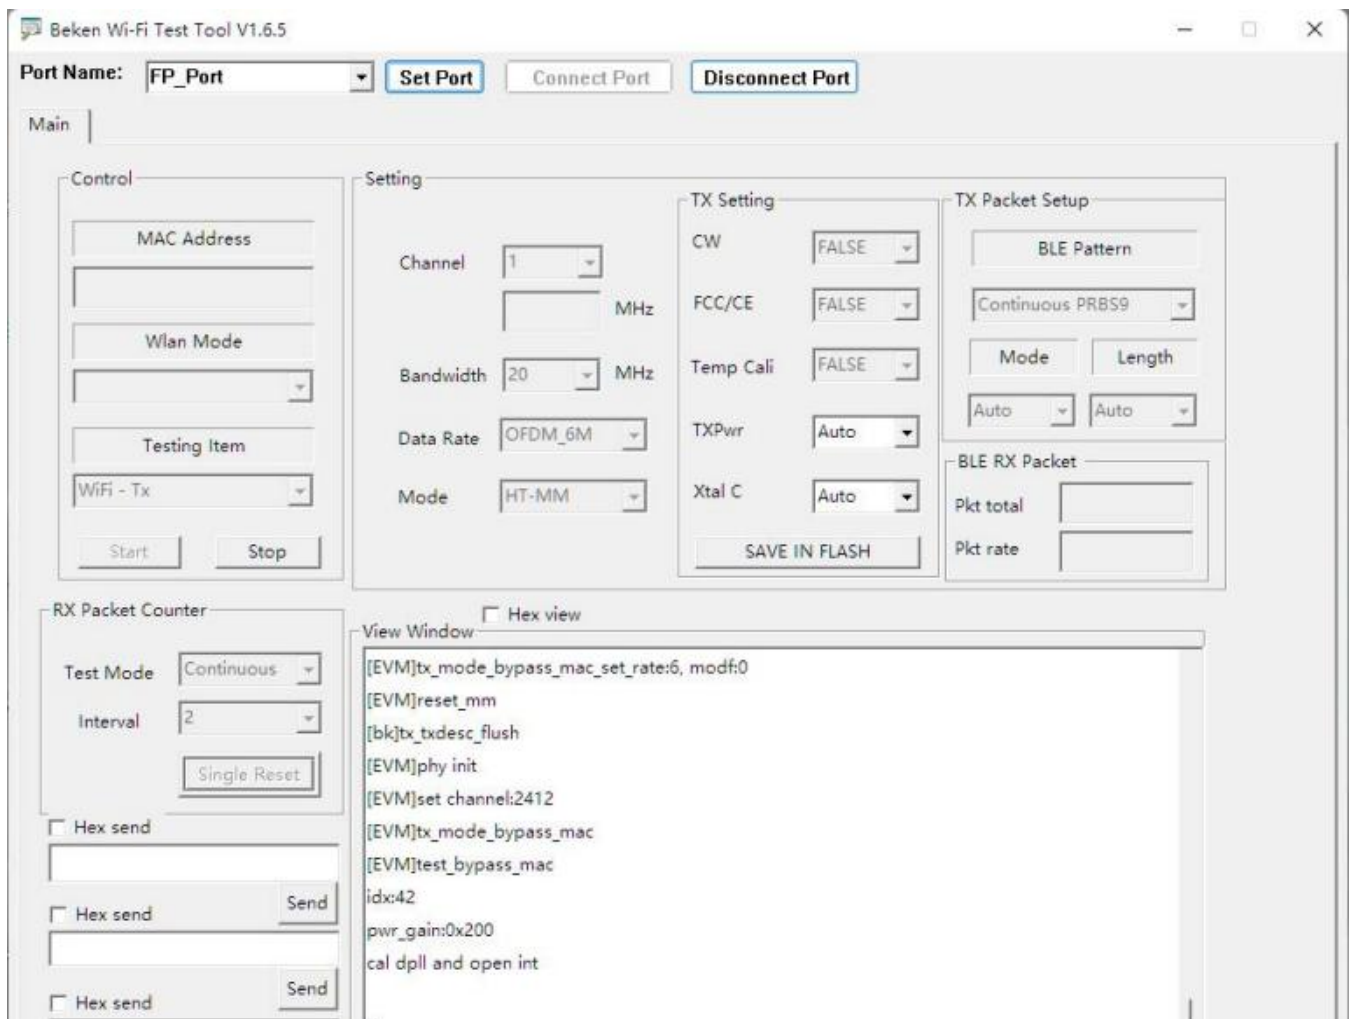 Beken Wi-Fi Test Tool V1.6.5
Port Name: FP_Port Set Port Connect Port Disconnect Port
Main
Control
MAC Address
Wlan Mode
Testing Item
WiFi - Tx
Start Stop
Setting
Channel 1
MHz
Bandwidth 20 MHz
Data Rate OFDM_6M
Mode HT-MM
TX Setting
CW FALSE
FCC/CE FALSE
Temp Cali FALSE
TXPwr Auto
Xtal C Auto
SAVE IN FLASH
TX Packet Setup
BLE Pattern
Continuous PRBS9
Mode Length
Auto Auto
BLE RX Packet
Pkt total
Pkt rate
RX Packet Counter
Test Mode Continuous
Interval 2
Single Reset
Hex send
Send
Hex send
Send
Hex send
Hex view
View Window
[EVM]tx_mode_bypass_mac_set_rate:6, modf:0
[EVM]reset_mm
[bk]tx_txdesc_flush
[EVM]phy init
[EVM]set channel:2412
[EVM]tx_mode_bypass_mac
[EVM]test_bypass_mac
idx:42
pwr_gain:0x200
cal dpll and open int